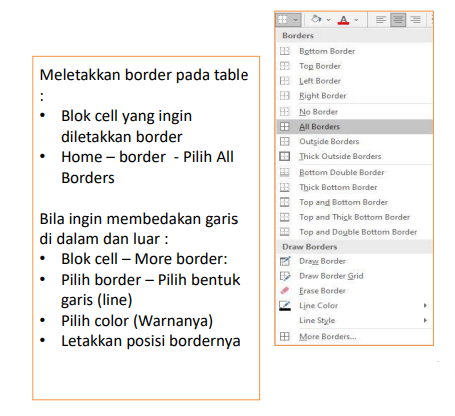 Meletakkan border pada table
:
• Blok cell yang ingin
diletakkan border
• Home – border - Pilih All
Borders
Bila ingin membedakan garis
di dalam dan luar :
• Blok cell – More border:
• Pilih border – Pilih bentuk
garis (line)
• Pilih color (Warnanya)
• Letakkan posisi bordernya
A
Borders
Bottom Border
Top Border
Left Border
Right Border
No Border
All Borders
Outside Borders
Thick Outside Borders
Bottom Double Border
Thick Bottom Border
Top and Bottom Border
Top and Thick Bottom Border
Top and Double Bottom Border
Draw Borders
Draw Border
Draw Border Grid
Erase Border
Line Color
Line Style
More Borders...